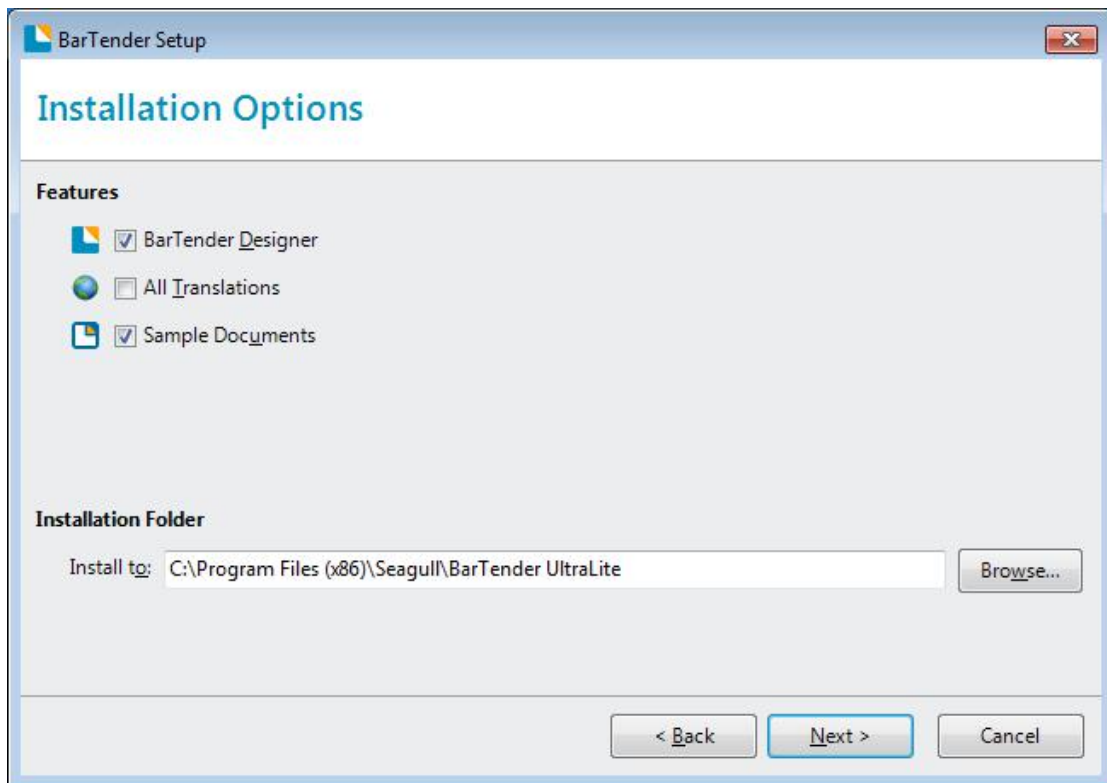 BarTender Setup
Installation Options
Features
BarTender Designer
All Translations
Sample Documents
Installation Folder
Install to: C:\Program Files (x86)\Seagull\BarTender UltraLite Browse...
< Back Next > Cancel